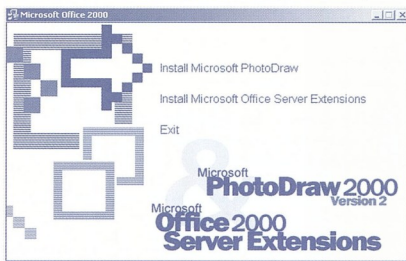 Microsoft Office 2000
Install Microsoft PhotoDraw
Install Microsoft Office Server Extensions
Exit
&
Microsoft
PhotoDraw 2000
Version 2
Microsoft
Office 2000
Server Extensions